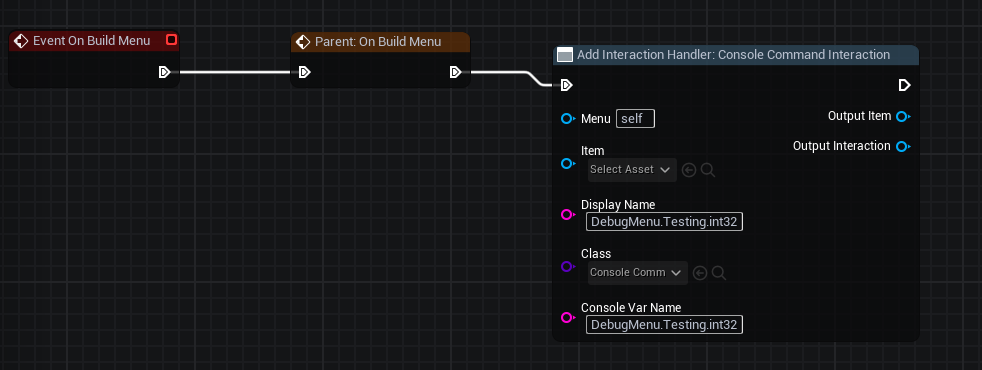 Event On Build Menu
Parent: On Build Menu
Add Interaction Handler: Console Command Interaction
Menu self
Output Item
Output Interaction
Item
Select Asset
Display Name
DebugMenu.Testing.int32
Class
Console Comm
Console Var Name
DebugMenu.Testing.int32